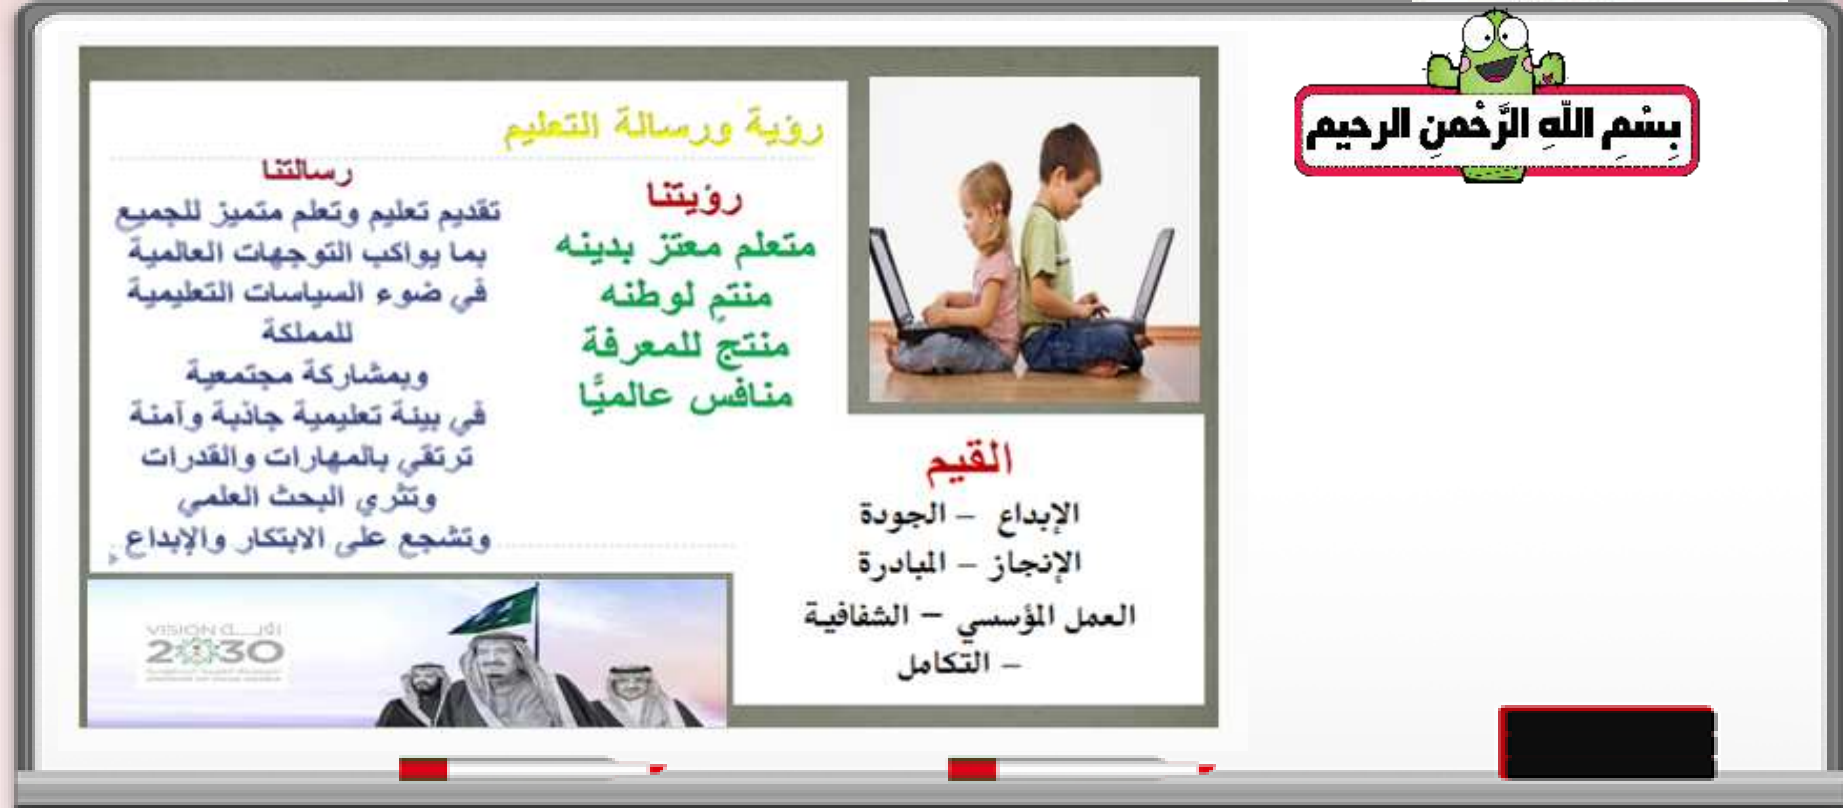 بِسْمِ اللّهِ الرَّحْمنِ الرحيم
رؤية ورسالة التعليم
رؤيتنا
متعلم معتز بدينه
منتمٍ لوطنه
منتج للمعرفة
منافس عالميًّا
رسالتنا
تقديم تعليم وتعلم متميز للجميع
بما يواكب التوجهات العالمية
في ضوء السياسات التعليمية
للمملكة
وبمشاركة مجتمعية
في بيئة تعليمية جاذبة وآمنة
ترتقي بالمهارات والقدرات
وتثري البحث العلمي
وتشجع على الابتكار والإبداع
القيم
الإبداع – الجودة
الإنجاز – المبادرة
العمل المؤسسي – الشفافية
– التكامل
VISION
2030